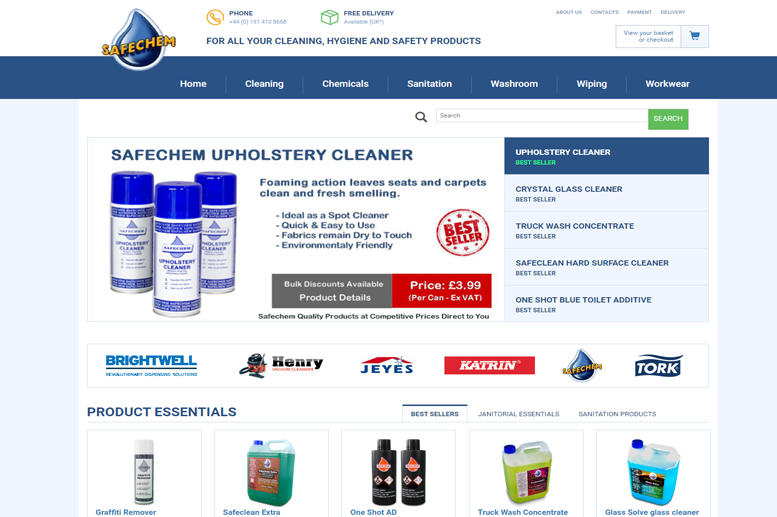 PHONE
+44 (0) 191 410 8668
FREE DELIVERY
Available (UK*)
ABOUT US
CONTACTS
PAYMENT
DELIVERY
SAFECHEM
FOR ALL YOUR CLEANING, HYGIENE AND SAFETY PRODUCTS
View your basket
or checkout
Home
Cleaning
Chemicals
Sanitation
Washroom
Wiping
Workwear
Search
SEARCH
SAFECHEM UPHOLSTERY CLEANER
Foaming action leaves seats and carpets
clean and fresh smelling.
- Ideal as a Spot Cleaner
- Quick & Easy to Use
- Fabrics remain Dry to Touch
- Environmentaly Friendly
BEST
SELLER
SAFECHEM
UPHOLSTERY
CLEANER
Bulk Discounts Available
Product Details
Price: £3.99
(Per Can - Ex VAT)
Safechem Quality Products at Competitive Prices Direct to You
UPHOLSTERY CLEANER
BEST SELLER
CRYSTAL GLASS CLEANER
BEST SELLER
TRUCK WASH CONCENTRATE
BEST SELLER
SAFECLEAN HARD SURFACE CLEANER
BEST SELLER
ONE SHOT BLUE TOILET ADDITIVE
BEST SELLER
BRIGHTWELL
REVOLUTIONARY DISPENSING SOLUTIONS
Henry
VACUUM CLEANERS
JEYES
KATRIN
SAFECHEM
TORK
PRODUCT ESSENTIALS
BEST SELLERS
JANITORIAL ESSENTIALS
SANITATION PRODUCTS
Graffiti Remover
Safeclean Extra
One Shot AD
Truck Wash Concentrate
Glass Solve glass cleaner